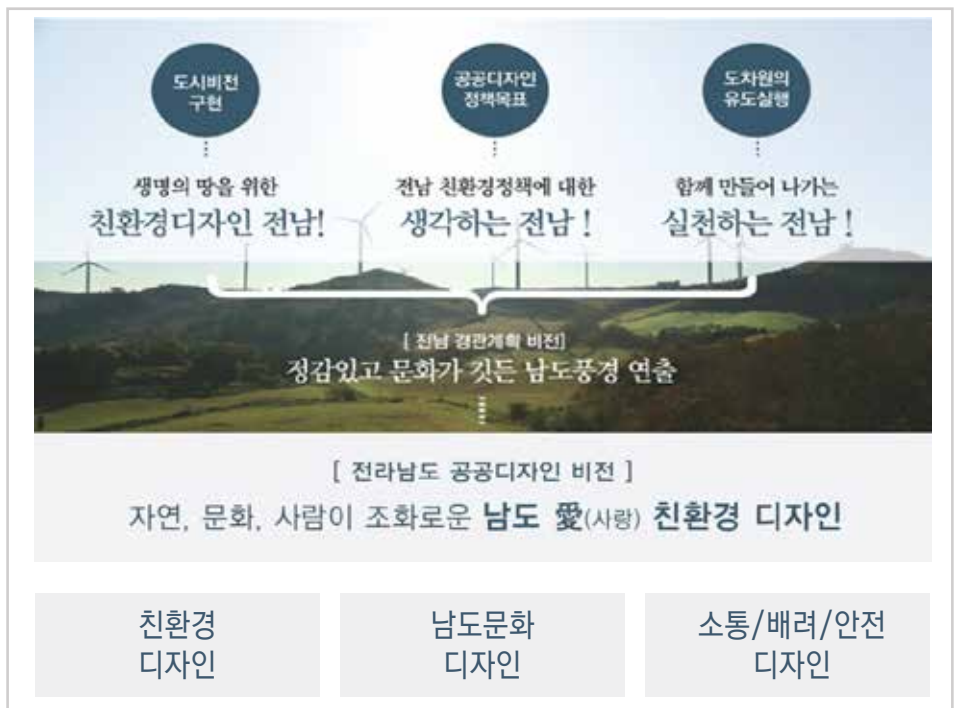 도시비전
구현
공공디자인
정책목표
도차원의
유도실행
생명의 땅을 위한
친환경디자인 전남!
전남 친환경정책에 대한
생각하는 전남 !
함께 만들어 나가는
실천하는 전남 !
[ 전남 경관계획 비전]
정감있고 문화가 깃든 남도풍경 연출
[ 전라남도 공공디자인 비전 ]
자연, 문화, 사람이 조화로운 남도 愛(사랑) 친환경 디자인
친환경
디자인
남도문화
디자인
소통/배려/안전
디자인